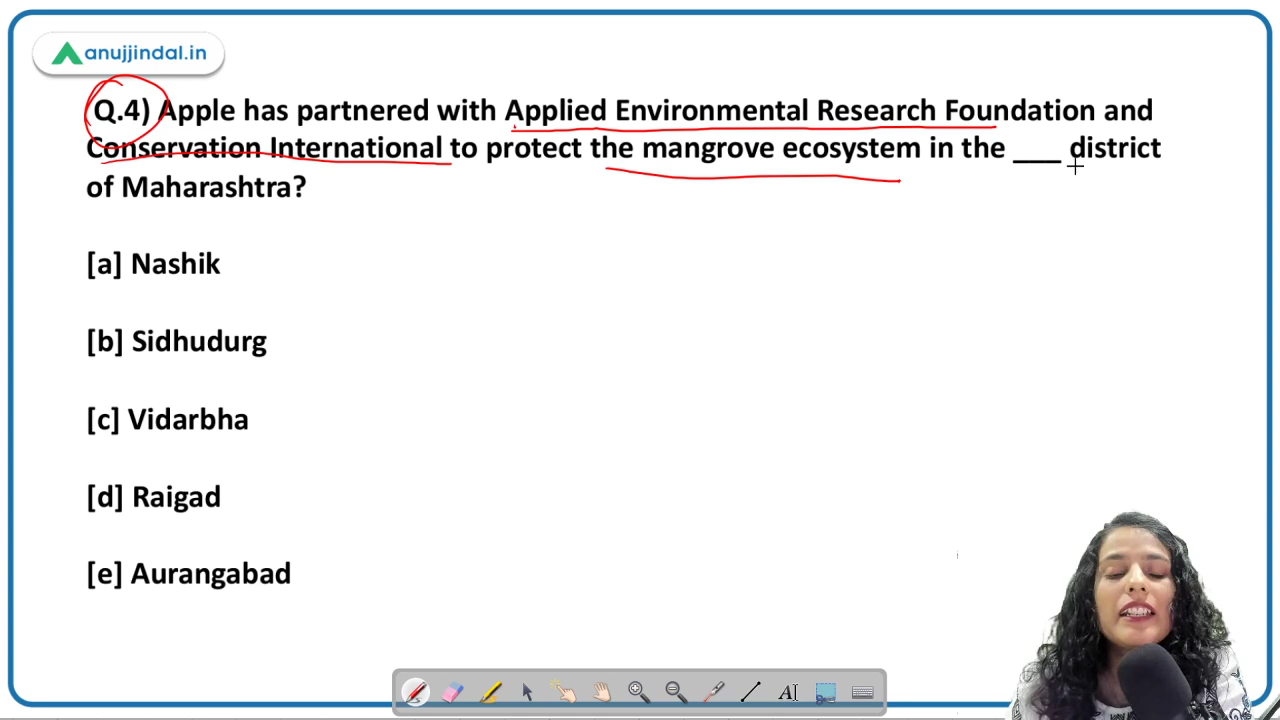 anujjindal.in
Q.4) Apple has partnered with Applied Environmental Research Foundation and
Conservation International to protect the mangrove ecosystem in the ___ district
of Maharashtra?
[a] Nashik
[b] Sidhudurg
[c] Vidarbha
[d] Raigad
[e] Aurangabad